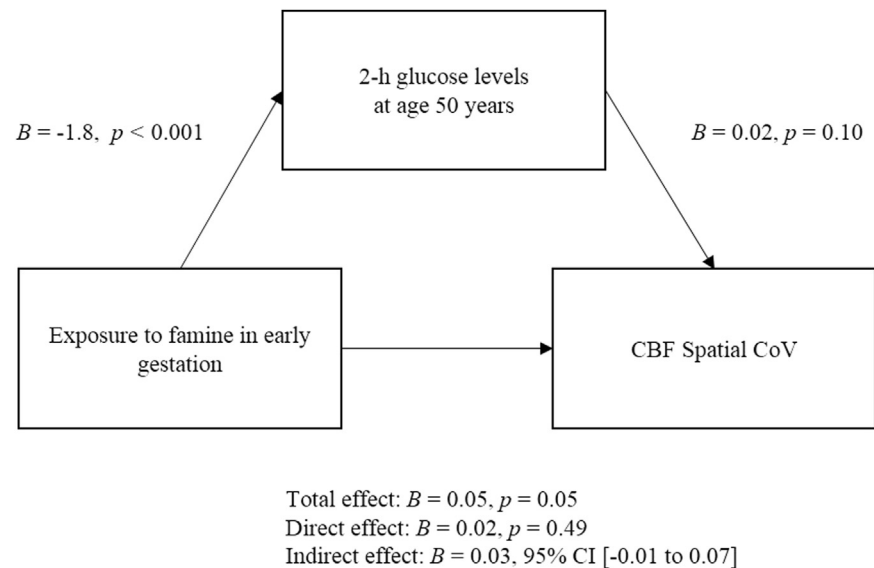 2-h glucose levels
at age 50 years
B = -1.8, p < 0.001
B = 0.02, p = 0.10
Exposure to famine in early
gestation
CBF Spatial CoV
Total effect: B = 0.05, p = 0.05
Direct effect: B = 0.02, p = 0.49
Indirect effect: B = 0.03, 95% CI [-0.01 to 0.07]